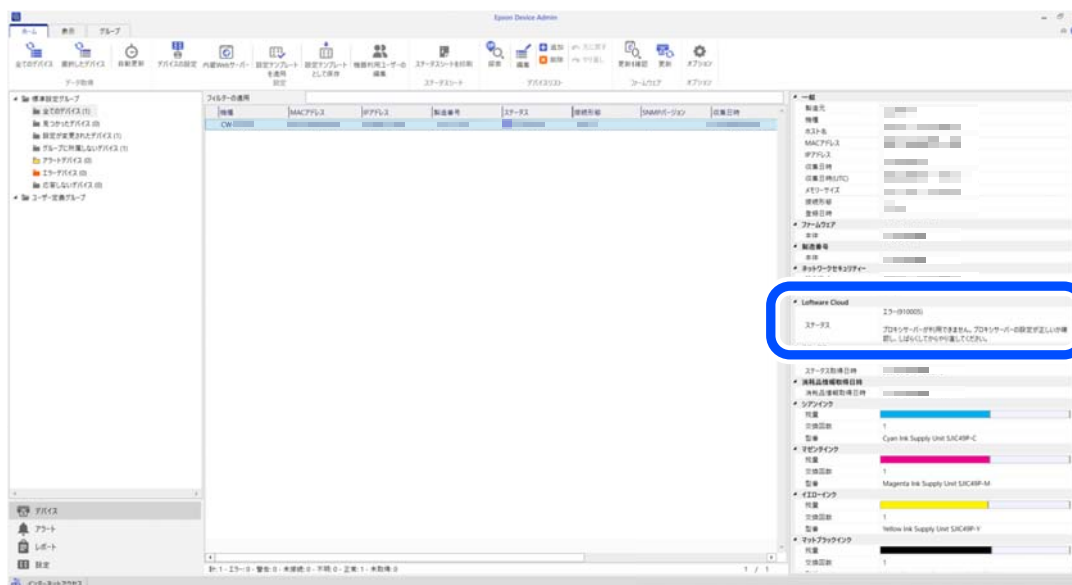 Epson Device Admin
ホーム 表示 グループ
全てのデバイス 選択したデバイス 自動更新 デバイスの設定 内蔵Webサーバー 設定テンプレートを適用 設定テンプレートとして保存 機器利用ユーザーの編集 ステータスシートを印刷 探索 編集 追加 元に戻す 削除 やり直し 更新を確認 更新 オプション
データ取得 設定 ステータスシート デバイスリスト ファームウェア オプション
標準設定グループ
全てのデバイス (1)
見つかったデバイス (0)
設定が変更されたデバイス (1)
グループに所属しないデバイス (1)
アラートデバイス (0)
エラーデバイス (0)
応答しないデバイス (0)
ユーザー定義グループ
デバイス
アラート
レポート
設定
フィルターの適用
機種 MACアドレス IPアドレス 製造番号 ステータス 接続形態 SNMPバージョン 収集日時
CW
計: 1 - エラー: 0 - 警告: 0 - 未接続: 0 - 不明: 0 - 正常: 1 - 未取得: 0
1 / 1
一般
製造元
機種
ホスト名
MACアドレス
IPアドレス
収集日時
収集日時(UTC)
メモリーサイズ
接続形態
登録日時
ファームウェア
本体
製造番号
本体
ネットワークセキュリティー
Loftware Cloud
エラー(910005)
ステータス
プロキシサーバーが利用できません。プロキシサーバーの設定が正しいか確
認し、しばらくしてからやり直してください。
ステータス取得日時
消耗品情報取得日時
消耗品情報取得日時
シアンインク
残量
交換回数 1
型番 Cyan Ink Supply Unit SJIC49P-C
マゼンタインク
残量
交換回数 1
型番 Magenta Ink Supply Unit SJIC49P-M
イエローインク
残量
交換回数 1
型番 Yellow Ink Supply Unit SJIC49P-Y
マットブラックインク
残量
交換回数 1
インターネットアクセス